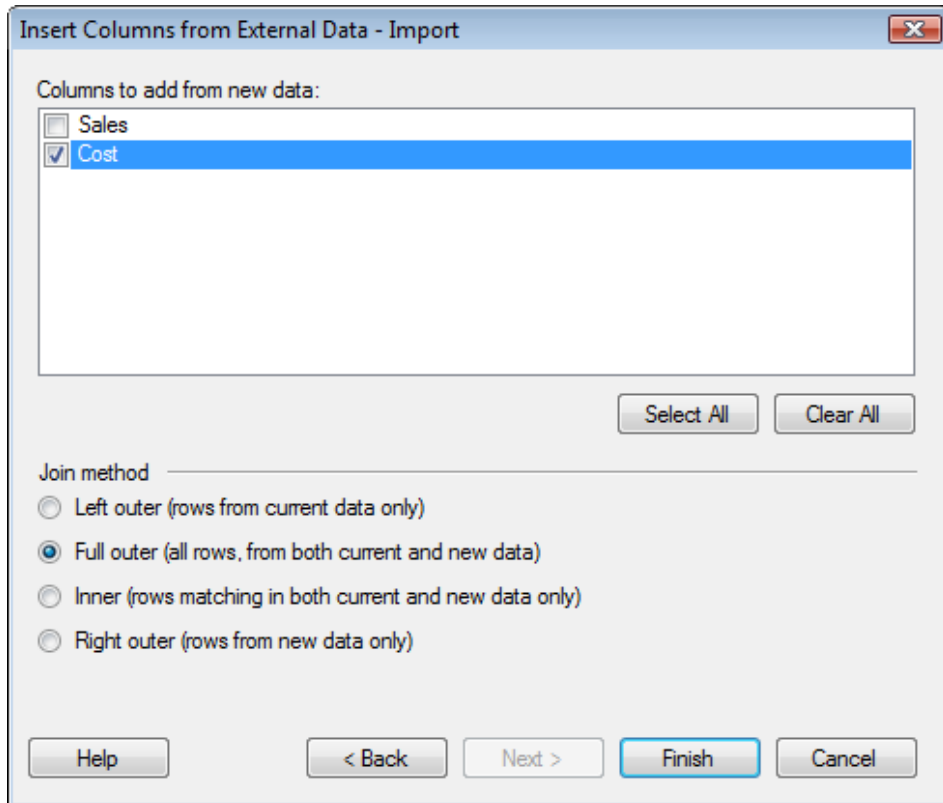 Insert Columns from External Data - Import
Columns to add from new data:
Sales
Cost
Select All Clear All
Join method
Left outer (rows from current data only)
Full outer (all rows, from both current and new data)
Inner (rows matching in both current and new data only)
Right outer (rows from new data only)
Help < Back Next > Finish Cancel